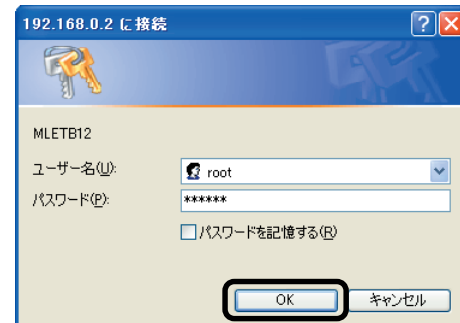 192.168.0.2 に接続
MLETB12
ユーザー名(U):
root
パスワード(P):
******
パスワードを記憶する(R)
OK キャンセル